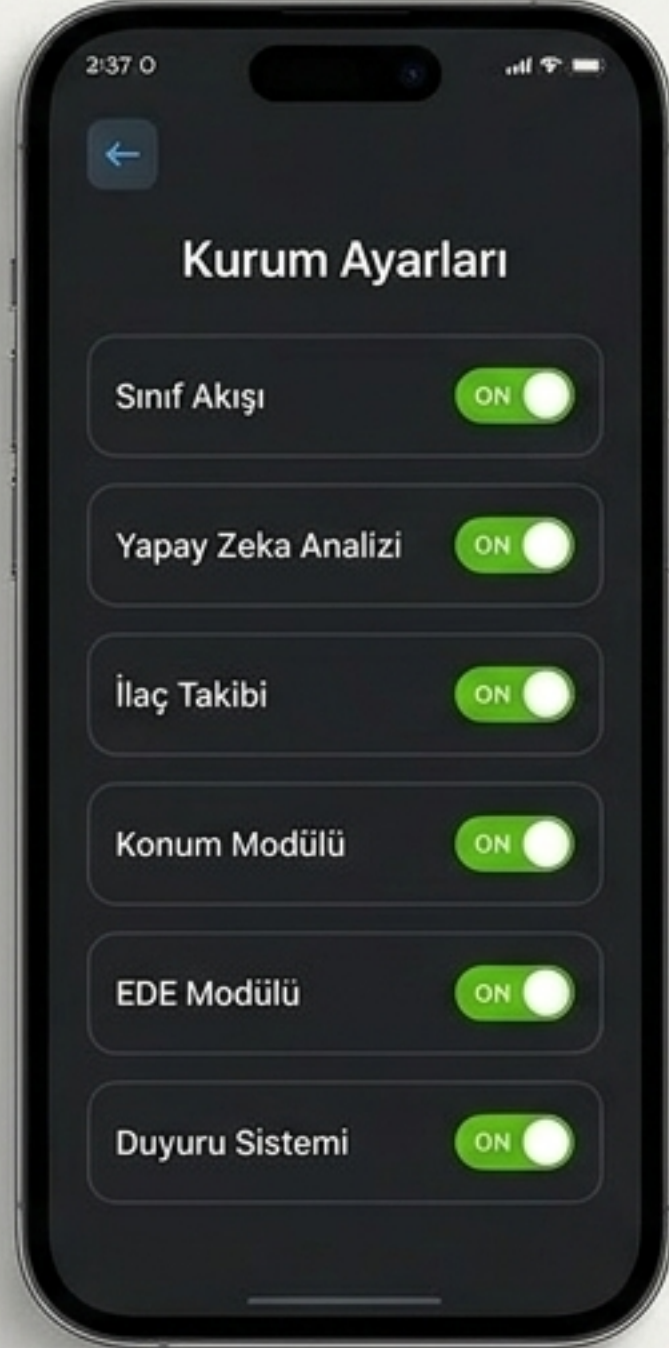 2:37 O
Kurum Ayarları
Sınıf Akışı ON
Yapay Zeka Analizi ON
İlaç Takibi ON
Konum Modülü ON
EDE Modülü ON
Duyuru Sistemi ON